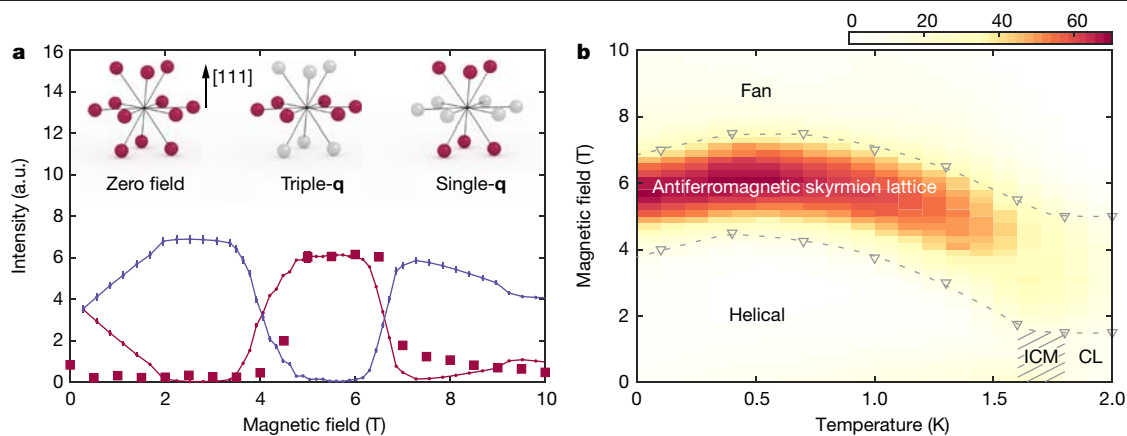 a
16
14
12
10
8
6
4
2
0
Intensity (a.u.)
[111]
Zero field
Triple-q
Single-q
0 2 4 6 8 10
Magnetic field (T)
b
0 20 40 60
10
8
6
4
2
0
Magnetic field (T)
Fan
Antiferromagnetic skyrmion lattice
Helical
ICM CL
0 0.5 1.0 1.5 2.0
Temperature (K)